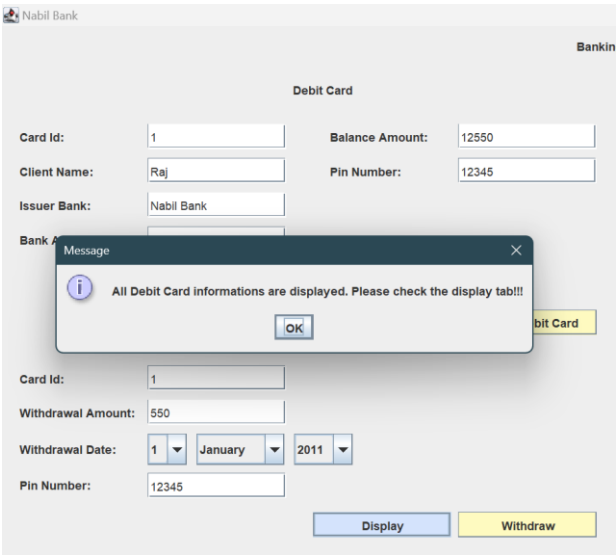 Nabil Bank
Bankin
Debit Card
Card Id: 1 Balance Amount: 12550
Client Name: Raj Pin Number: 12345
Issuer Bank: Nabil Bank
Bank A
Message
All Debit Card informations are displayed. Please check the display tab!!!
OK
bit Card
Card Id: 1
Withdrawal Amount: 550
Withdrawal Date: 1 January 2011
Pin Number: 12345
Display Withdraw